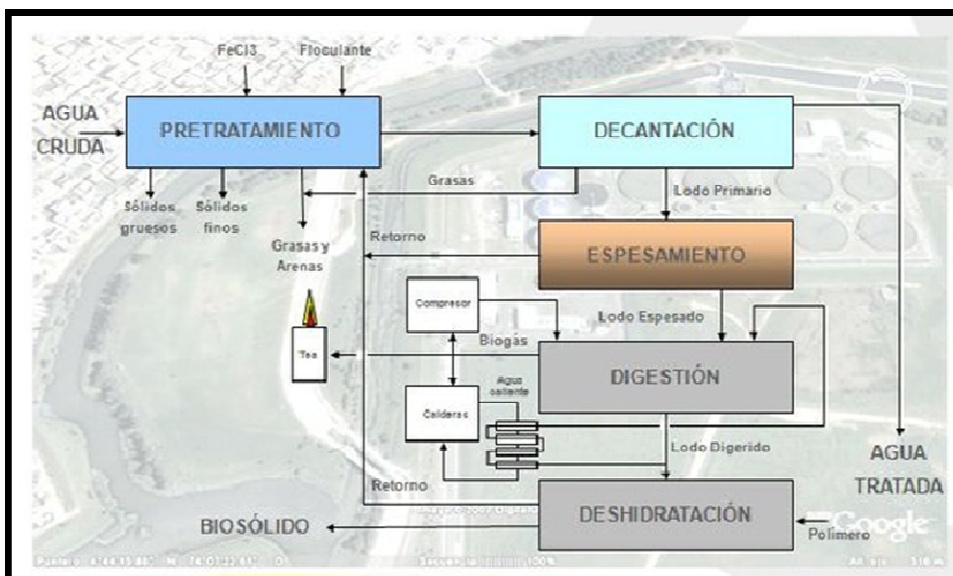 FeCl3
Floculante
AGUA
CRUDA
PRETRATAMIENTO
DECANTACIÓN
Grasas
Lodo Primario
Sólidos
gruesos
Sólidos
finos
Grasas y
Arenas
Retorno
ESPESAMIENTO
Compresor
Lodo Espesado
Biogás
Tea
DIGESTIÓN
Agua
caliente
Calderas
Lodo Digerido
AGUA
TRATADA
Retorno
DESHIDRATACIÓN
BIOSÓLIDO
Polímero
Google